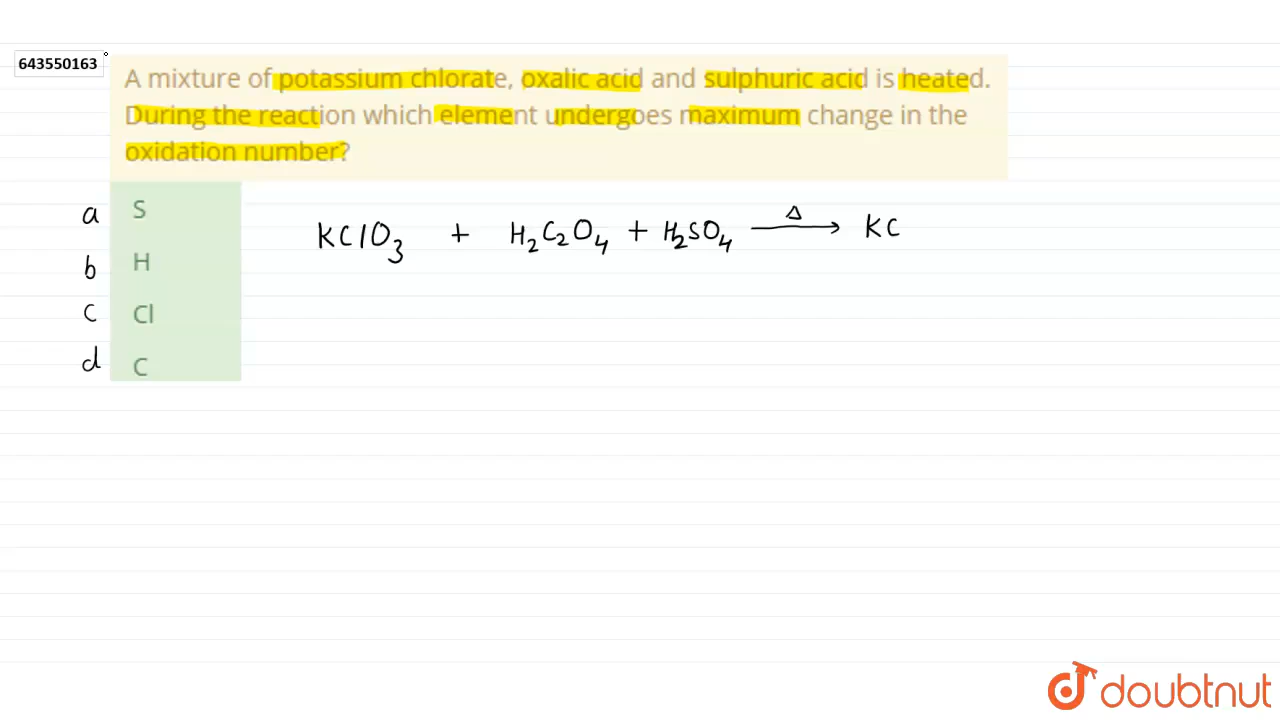 643550163
A mixture of potassium chlorate, oxalic acid and sulphuric acid is heated.
During the reaction which element undergoes maximum change in the
oxidation number?
a S
KClO3 + H2C2O4 + H2SO4 Δ→ KC
b H
c Cl
d C
doubtnut